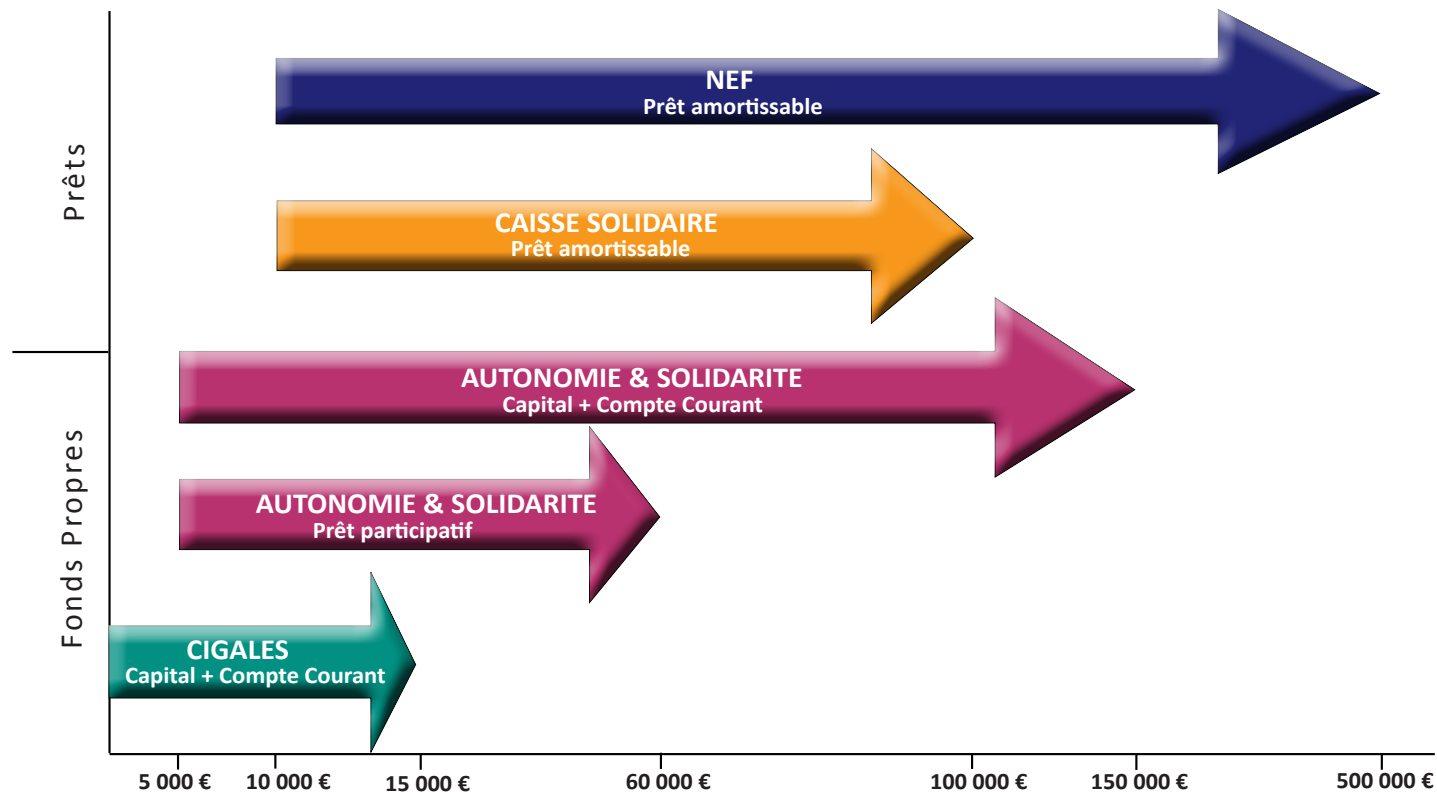 Prêts
NEF
Prêt amortissable
CAISSE SOLIDAIRE
Prêt amortissable
Fonds Propres
AUTONOMIE & SOLIDARITE
Capital + Compte Courant
AUTONOMIE & SOLIDARITE
Prêt participatif
CIGALES
Capital + Compte Courant
5 000 € 10 000 € 15 000 € 60 000 € 100 000 € 150 000 € 500 000 €